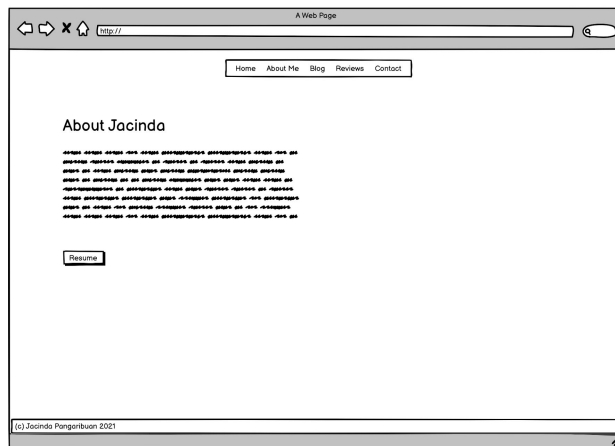 A Web Page
http://
Home About Me Blog Reviews Contact
About Jacinda
Resume
(c) Jacinda Pangaribuan 2021